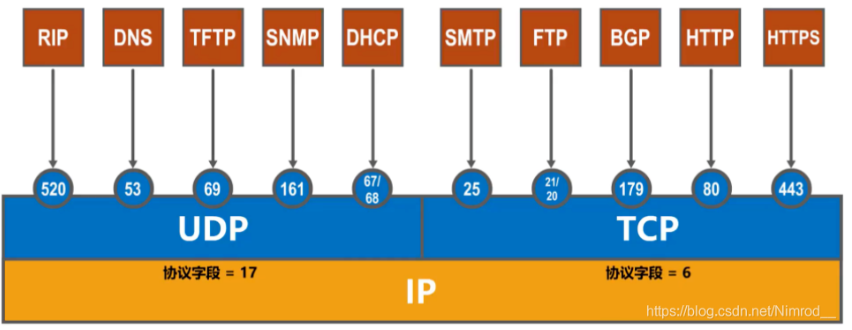 RIP DNS TFTP SNMP DHCP SMTP FTP BGP HTTP HTTPS
520 53 69 161 67/ 68 25 21/ 20 179 80 443
UDP TCP
协议字段 = 17 协议字段 = 6
IP
https://blog.csdn.net/Nimrod__